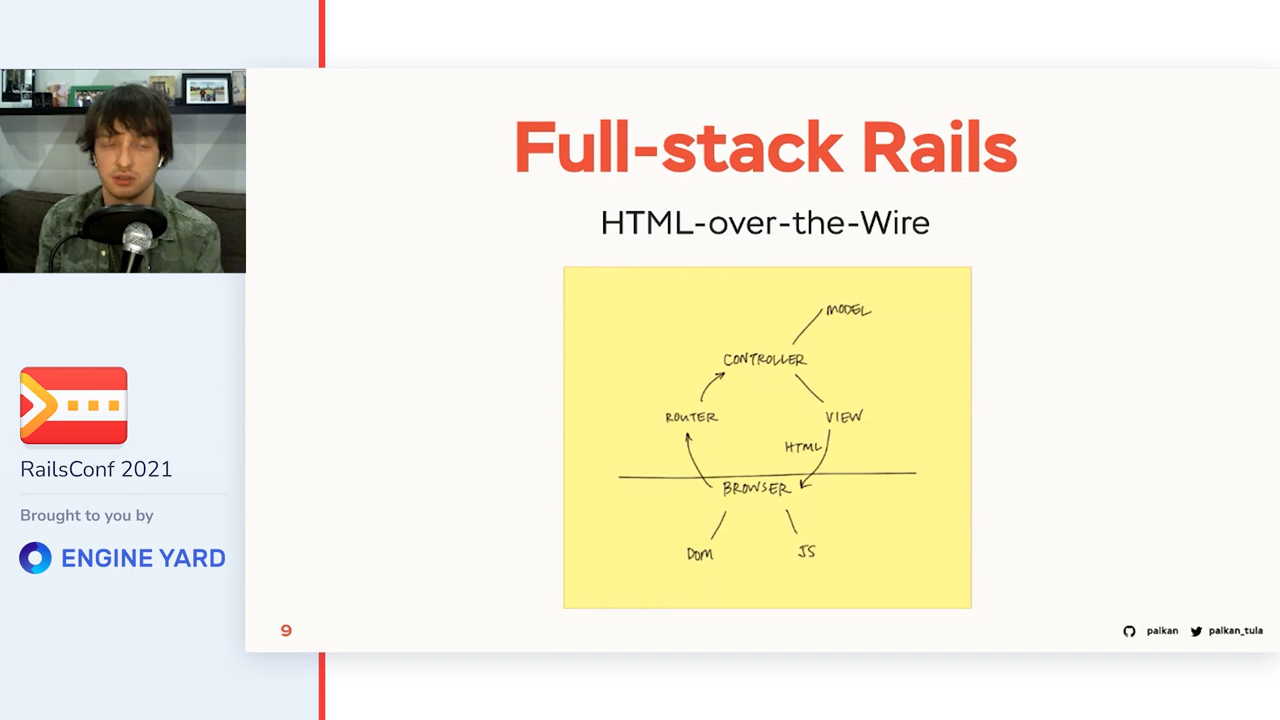 Full-stack Rails
HTML-over-the-Wire
MODEL
CONTROLLER
ROUTER
VIEW
HTML
BROWSER
DOM
JS
RailsConf 2021
Brought to you by
ENGINE YARD
9
palkan
palkan_tula